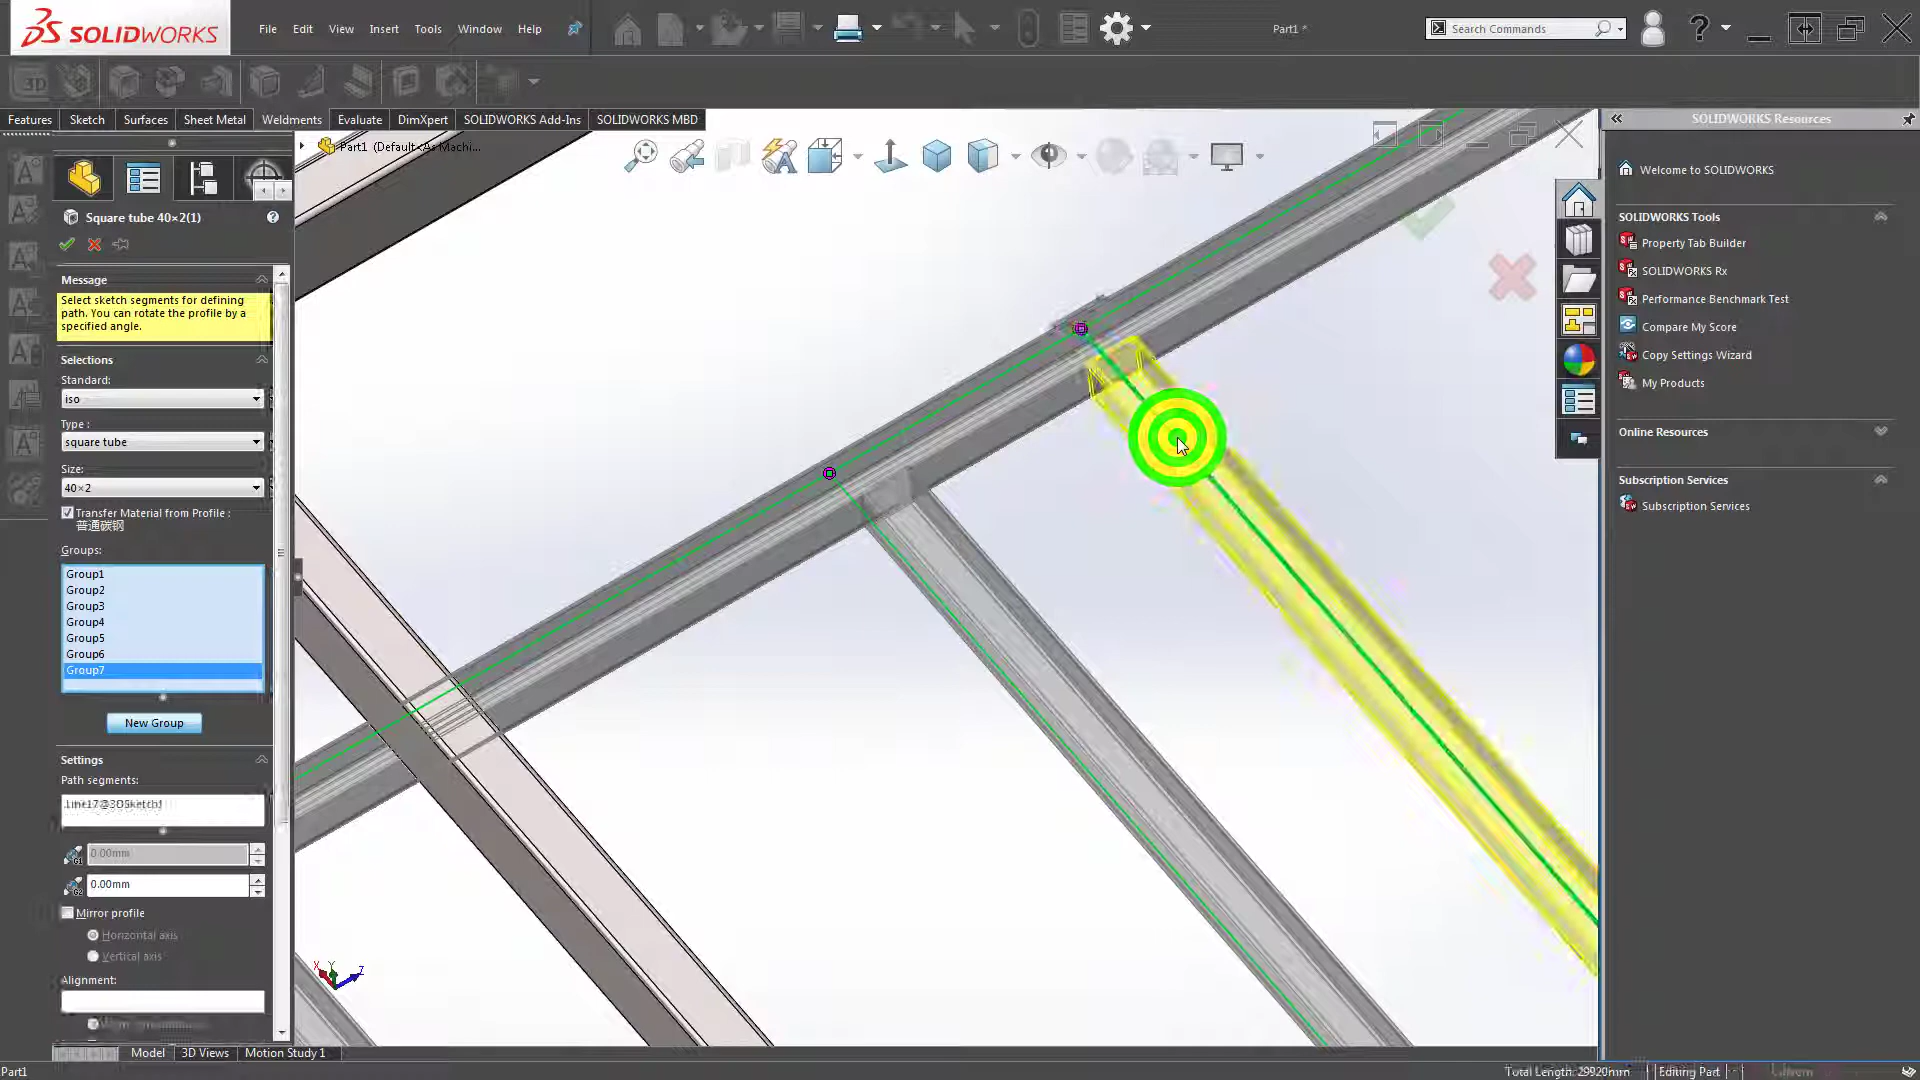 SOLIDWORKS
File Edit View Insert Tools Window Help
Part1 *
Search Commands
Features Sketch Surfaces Sheet Metal Weldments Evaluate DimXpert SOLIDWORKS Add-Ins SOLIDWORKS MBD
SOLIDWORKS Resources
Part1 (Default<As Machi...
Square tube 40×2(1)
Message
Select sketch segments for defining
path. You can rotate the profile by a
specified angle.
Selections
Standard:
iso
Type :
square tube
Size:
40×2
Transfer Material from Profile :
普通碳钢
Groups:
Group1
Group2
Group3
Group4
Group5
Group6
Group7
New Group
Settings
Path segments:
Line17@3DSketch1
0.00mm
0.00mm
Mirror profile
Horizontal axis
Vertical axis
Alignment:
X Y Z
Welcome to SOLIDWORKS
SOLIDWORKS Tools
Property Tab Builder
SOLIDWORKS Rx
Performance Benchmark Test
Compare My Score
Copy Settings Wizard
My Products
Online Resources
Subscription Services
Subscription Services
Model 3D Views Motion Study 1
Part1
Total Length: 29920mm Editing Part